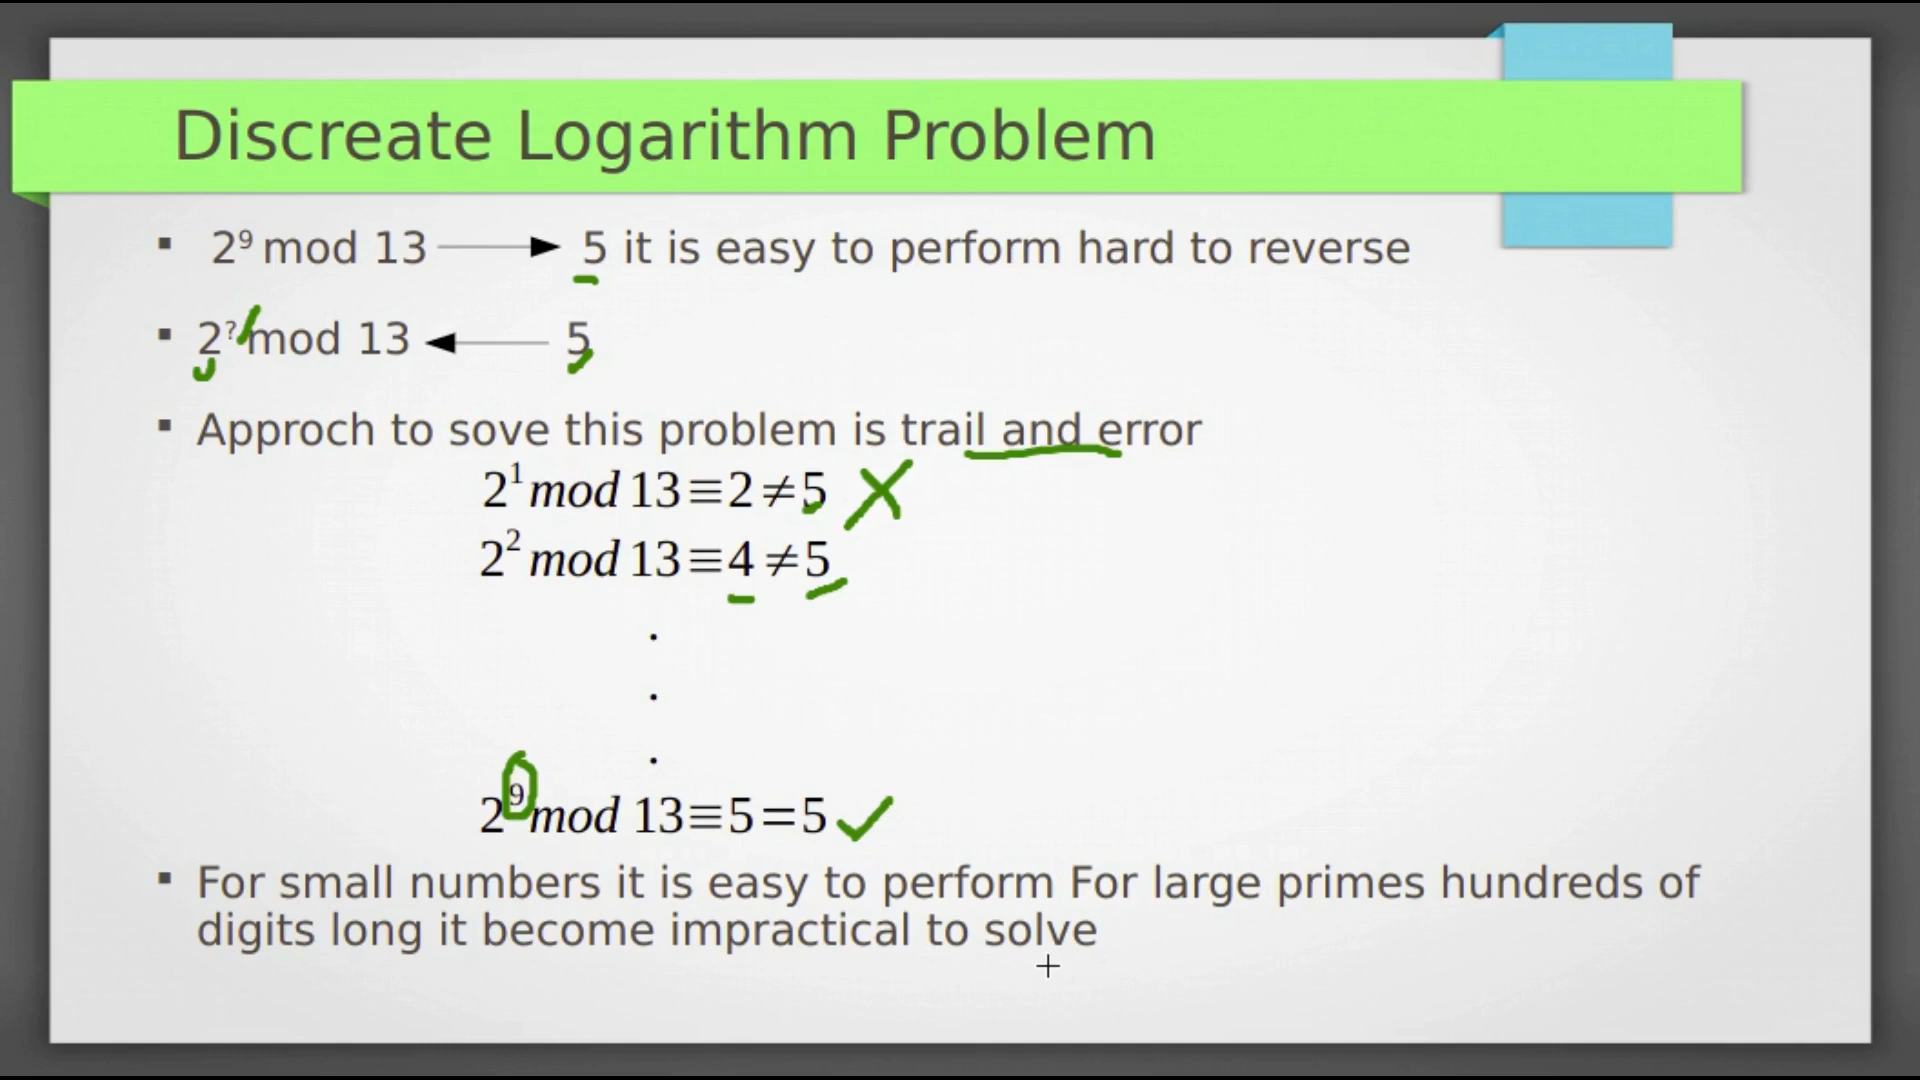 Discreate Logarithm Problem
▪ 2⁹ mod 13 → 5 it is easy to perform hard to reverse
▪ 2^? mod 13 ← 5
▪ Approch to sove this problem is trail and error
2¹ mod 13≡2≠5
2² mod 13≡4≠5
.
.
.
2⁹ mod 13≡5=5
▪ For small numbers it is easy to perform For large primes hundreds of
digits long it become impractical to solve